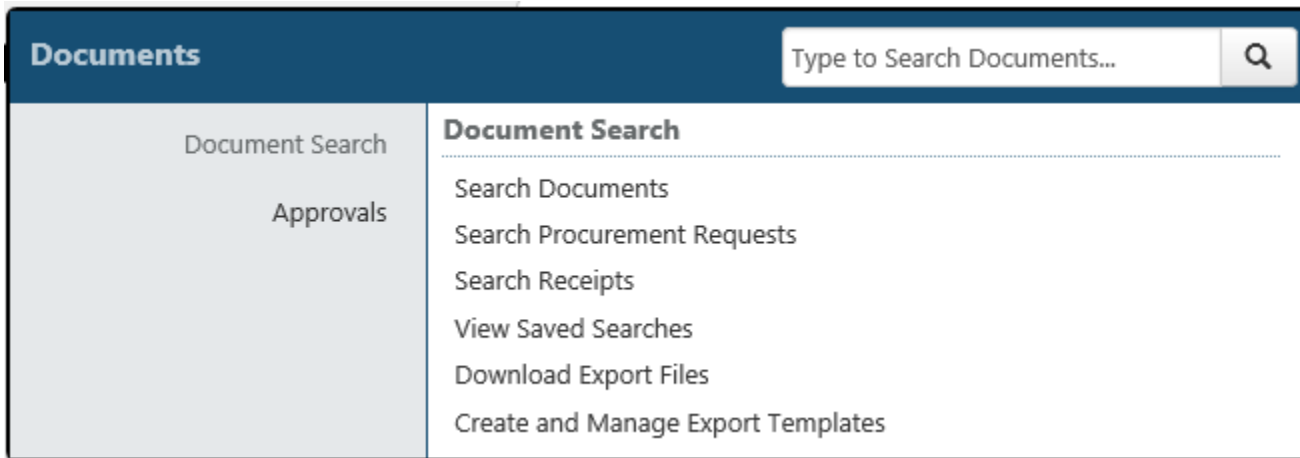 Documents
Type to Search Documents...
Document Search
Approvals
Document Search
Search Documents
Search Procurement Requests
Search Receipts
View Saved Searches
Download Export Files
Create and Manage Export Templates